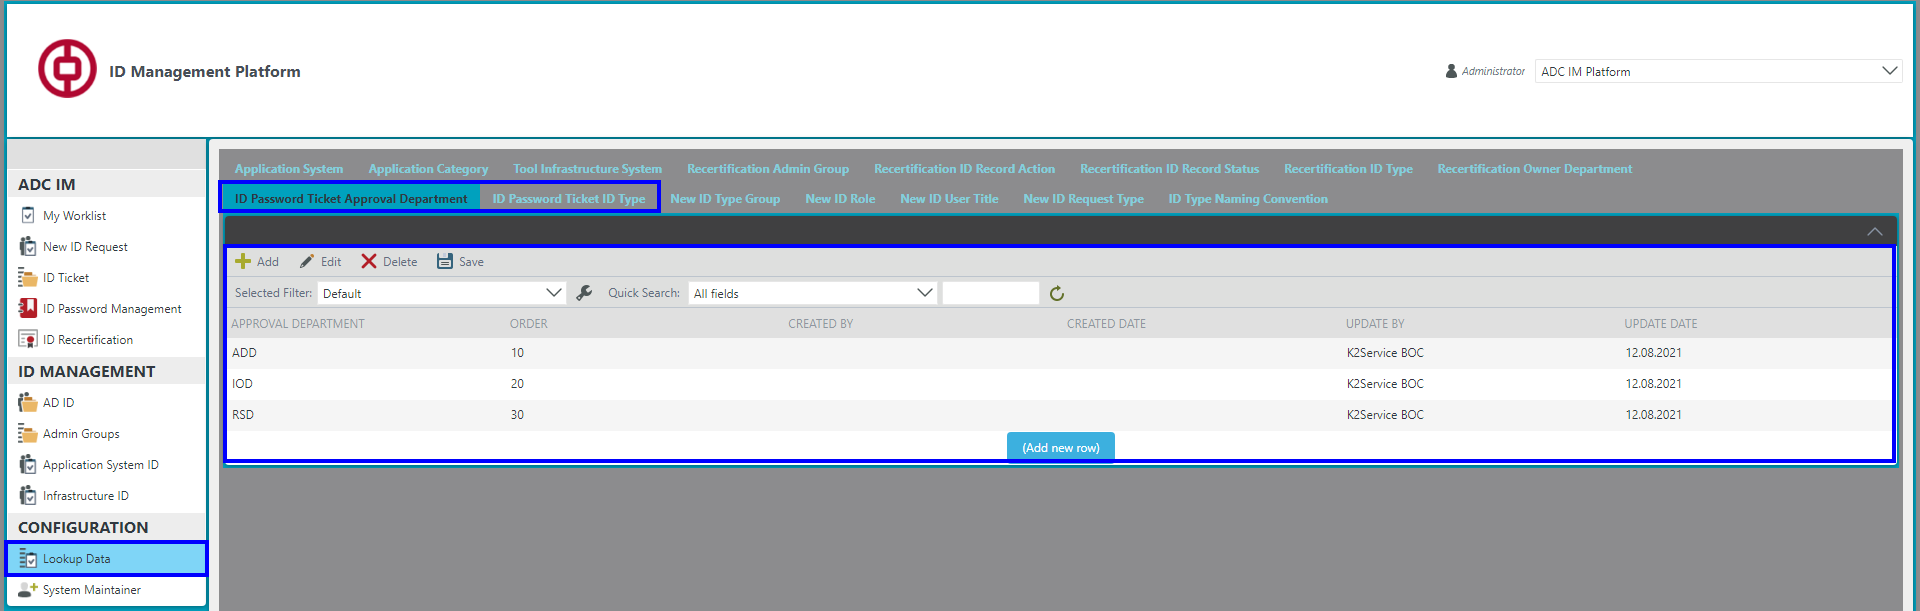 ID Management Platform
Administrator
ADC IM Platform
ADC IM
My Worklist
New ID Request
ID Ticket
ID Password Management
ID Recertification
ID MANAGEMENT
AD ID
Admin Groups
Application System ID
Infrastructure ID
CONFIGURATION
Lookup Data
System Maintainer
Application System Application Category Tool Infrastructure System Recertification Admin Group Recertification ID Record Action Recertification ID Record Status Recertification ID Type Recertification Owner Department
ID Password Ticket Approval Department ID Password Ticket ID Type New ID Type Group New ID Role New ID User Title New ID Request Type ID Type Naming Convention
Add Edit Delete Save
Selected Filter: Default Quick Search: All fields
APPROVAL DEPARTMENT ORDER CREATED BY CREATED DATE UPDATE BY UPDATE DATE
ADD 10 K2Service BOC 12.08.2021
IOD 20 K2Service BOC 12.08.2021
RSD 30 K2Service BOC 12.08.2021
(Add new row)